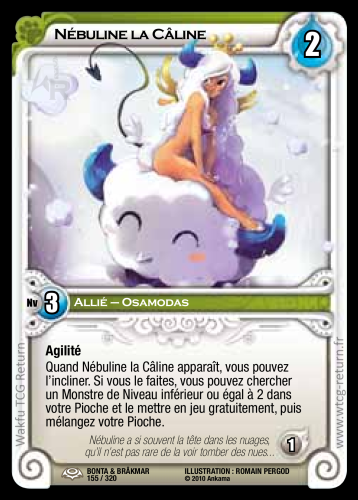 Nébuline la Câline
2
Nv 3 Allié – Osamodas
Agilité
Quand Nébuline la Câline apparaît, vous pouvez
l'incliner. Si vous le faites, vous pouvez chercher
un Monstre de Niveau inférieur ou égal à 2 dans
votre Pioche et le mettre en jeu gratuitement, puis
mélangez votre Pioche.
Nébuline a si souvent la tête dans les nuages,
qu'il n'est pas rare de la voir tomber des nues...
1
BONTA & BRÂKMAR
155 / 320
ILLUSTRATION : ROMAIN PERGOD
© 2010 Ankama
Wakfu TCG Return
www.wtcg-return.fr